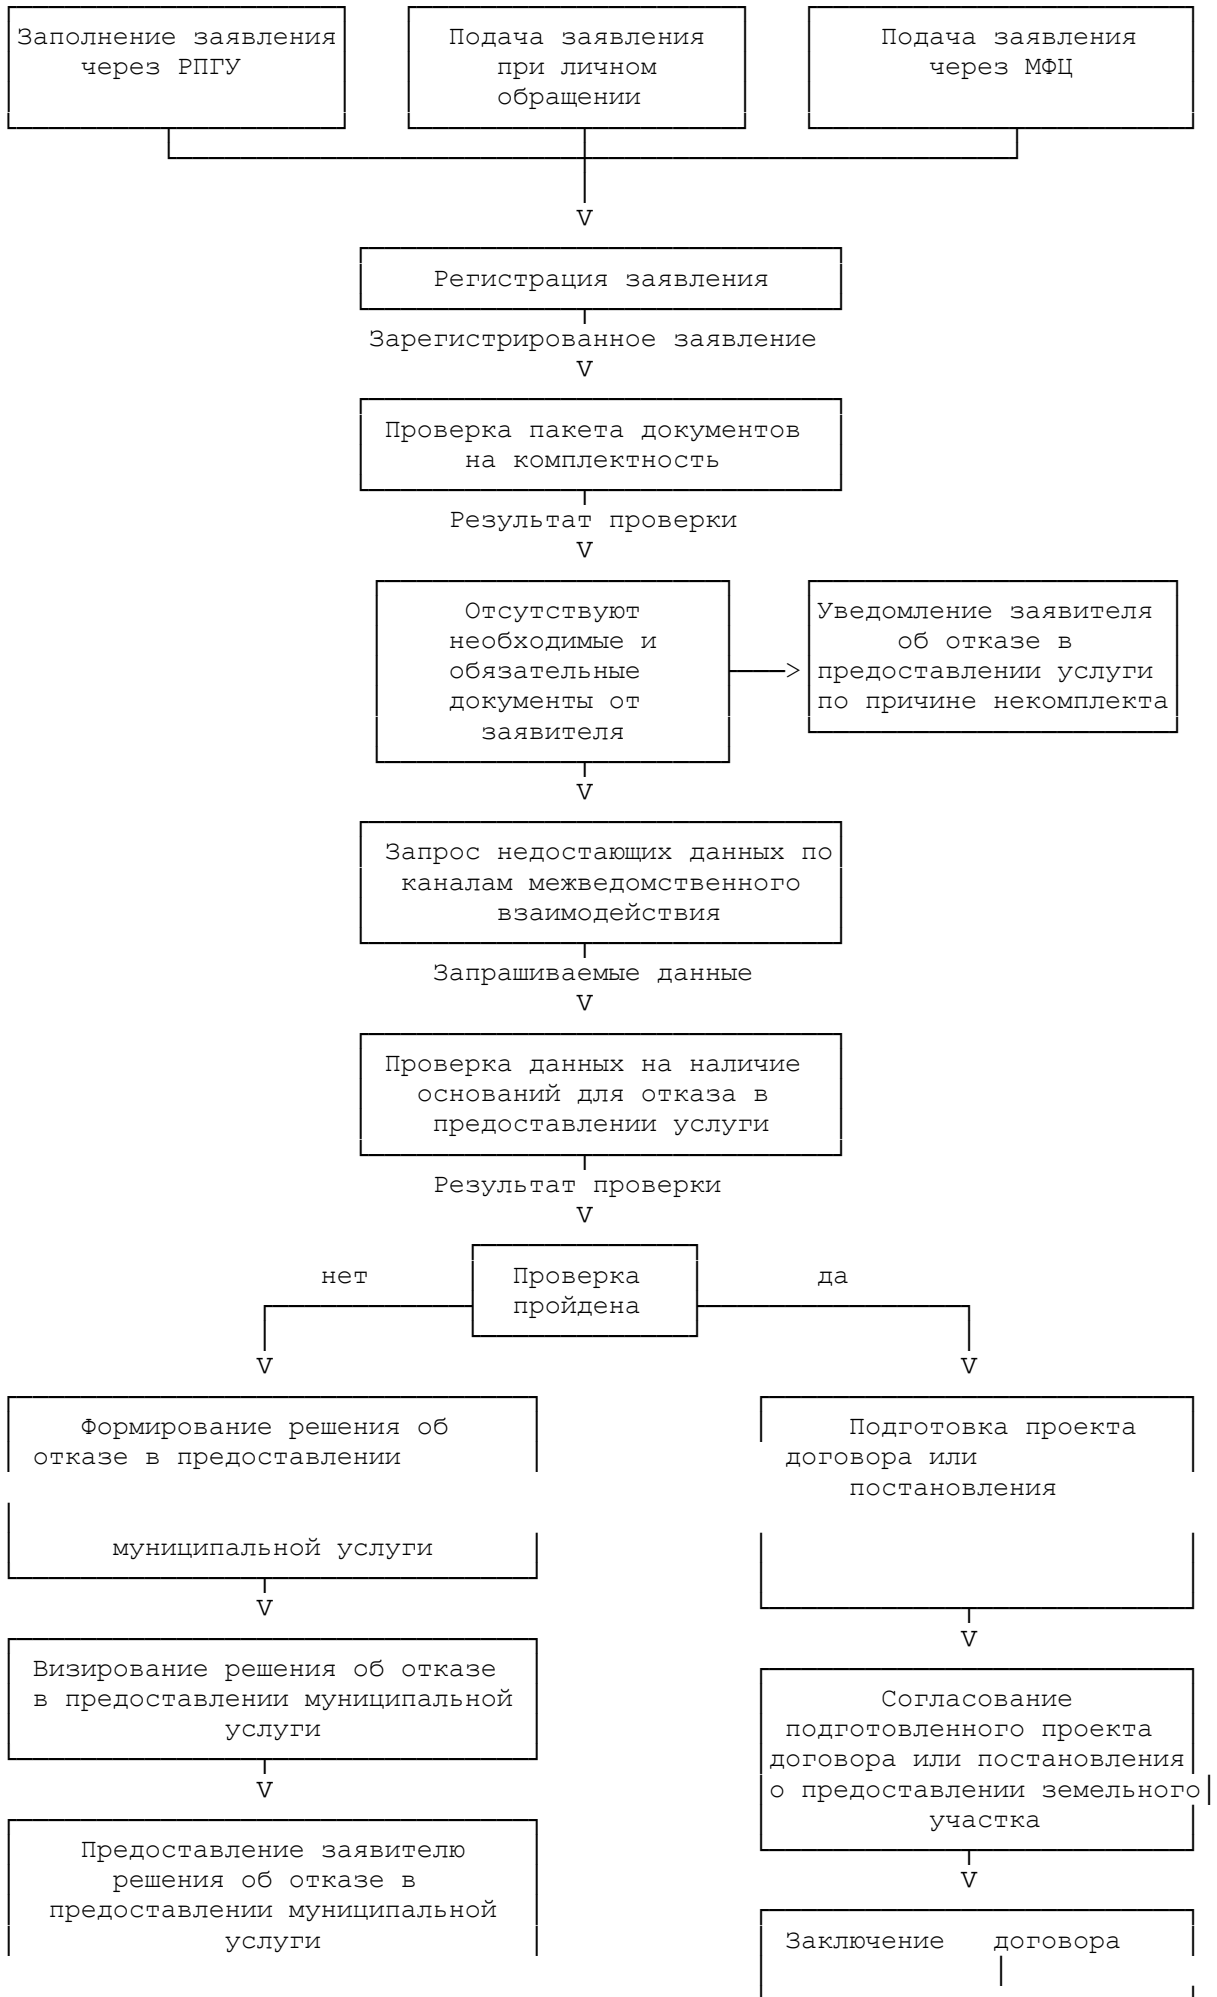 Заполнение заявления
через РПГУ
Подача заявления
при личном
обращении
Подача заявления
через МФЦ
V
Регистрация заявления
Зарегистрированное заявление
V
Проверка пакета документов
на комплектность
Результат проверки
V
Отсутствуют
необходимые и
обязательные
документы от
заявителя
>
Уведомление заявителя
об отказе в
предоставлении услуги
по причине некомплекта
V
Запрос недостающих данных по
каналам межведомственного
взаимодействия
Запрашиваемые данные
V
Проверка данных на наличие
оснований для отказа в
предоставлении услуги
Результат проверки
V
нет
Проверка
пройдена
да
V
V
Формирование решения об
отказе в предоставлении
муниципальной услуги
V
Визирование решения об отказе
в предоставлении муниципальной
услуги
V
Предоставление заявителю
решения об отказе в
предоставлении муниципальной
услуги
Подготовка проекта
договора или
постановления
V
Согласование
подготовленного проекта
договора или постановления
о предоставлении земельного
участка
V
Заключение договора